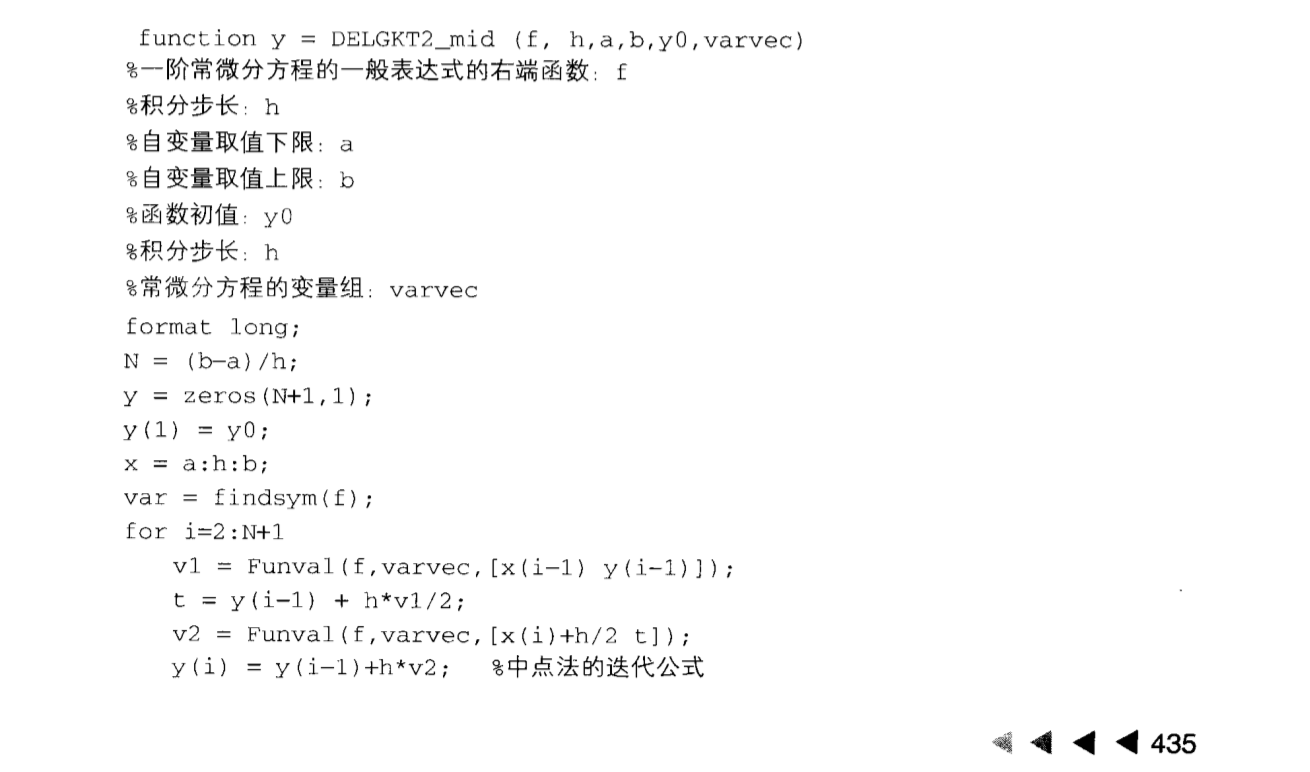 function y = DELGKT2_mid (f, h,a,b,y0,varvec)
%一阶常微分方程的一般表达式的右端函数：f
%积分步长：h
%自变量取值下限：a
%自变量取值上限：b
%函数初值：y0
%积分步长：h
%常微分方程的变量组：varvec
format long;
N = (b-a)/h;
y = zeros(N+1,1);
y(1) = y0;
x = a:h:b;
var = findsym(f);
for i=2:N+1
v1 = Funval(f,varvec,[x(i-1) y(i-1)]);
t = y(i-1) + h*v1/2;
v2 = Funval(f,varvec,[x(i)+h/2 t]);
y(i) = y(i-1)+h*v2; %中点法的迭代公式
435